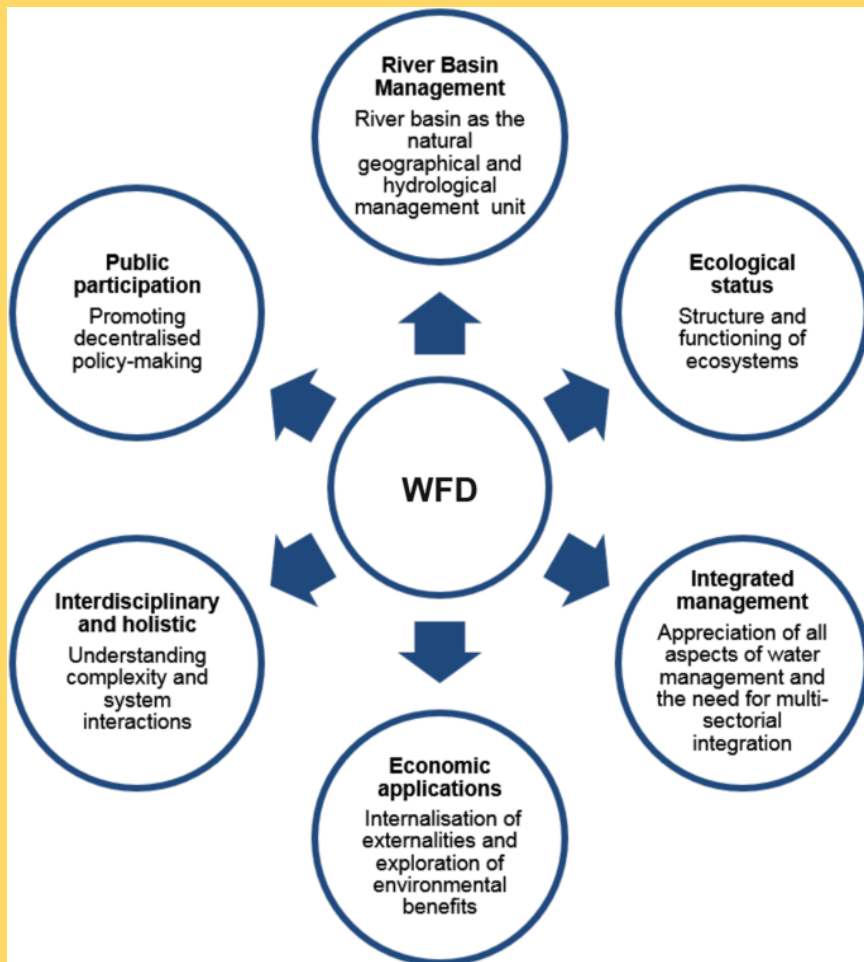 River Basin
Management
River basin as the
natural
geographical and
hydrological
management unit
Public
participation
Promoting
decentralised
policy-making
Ecological
status
Structure and
functioning of
ecosystems
WFD
Interdisciplinary
and holistic
Understanding
complexity and
system
interactions
Integrated
management
Appreciation of all
aspects of water
management and
the need for multi-
sectorial
integration
Economic
applications
Internalisation of
externalities and
exploration of
environmental
benefits